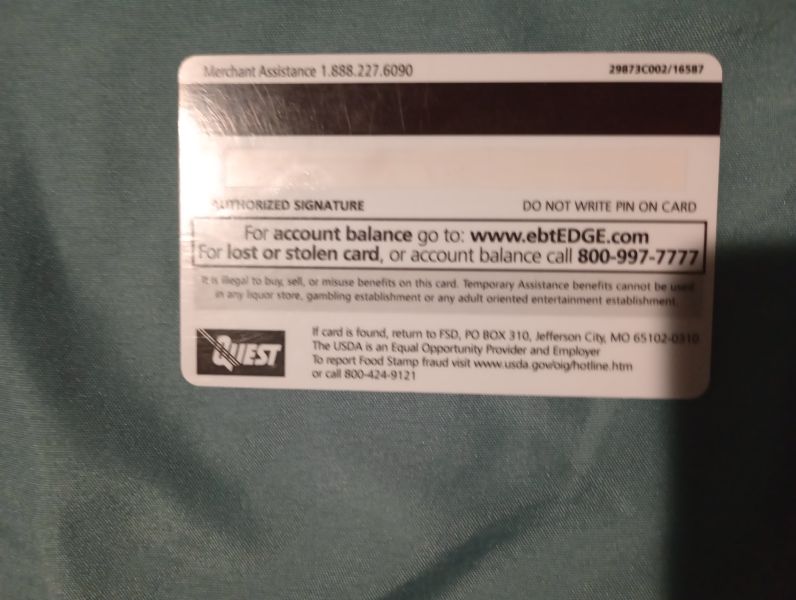 Merchant Assistance 1.888.227.6090
29873C002/16587
AUTHORIZED SIGNATURE
DO NOT WRITE PIN ON CARD
For account balance go to: www.ebtEDGE.com
For lost or stolen card, or account balance call 800-997-7777
It is illegal to buy, sell, or misuse benefits on this card. Temporary Assistance benefits cannot be used
in any liquor store, gambling establishment or any adult oriented entertainment establishment.
QUEST
If card is found, return to FSD, PO BOX 310, Jefferson City, MO 65102-0310
The USDA is an Equal Opportunity Provider and Employer
To report Food Stamp fraud visit www.usda.gov/oig/hotline.htm
or call 800-424-9121